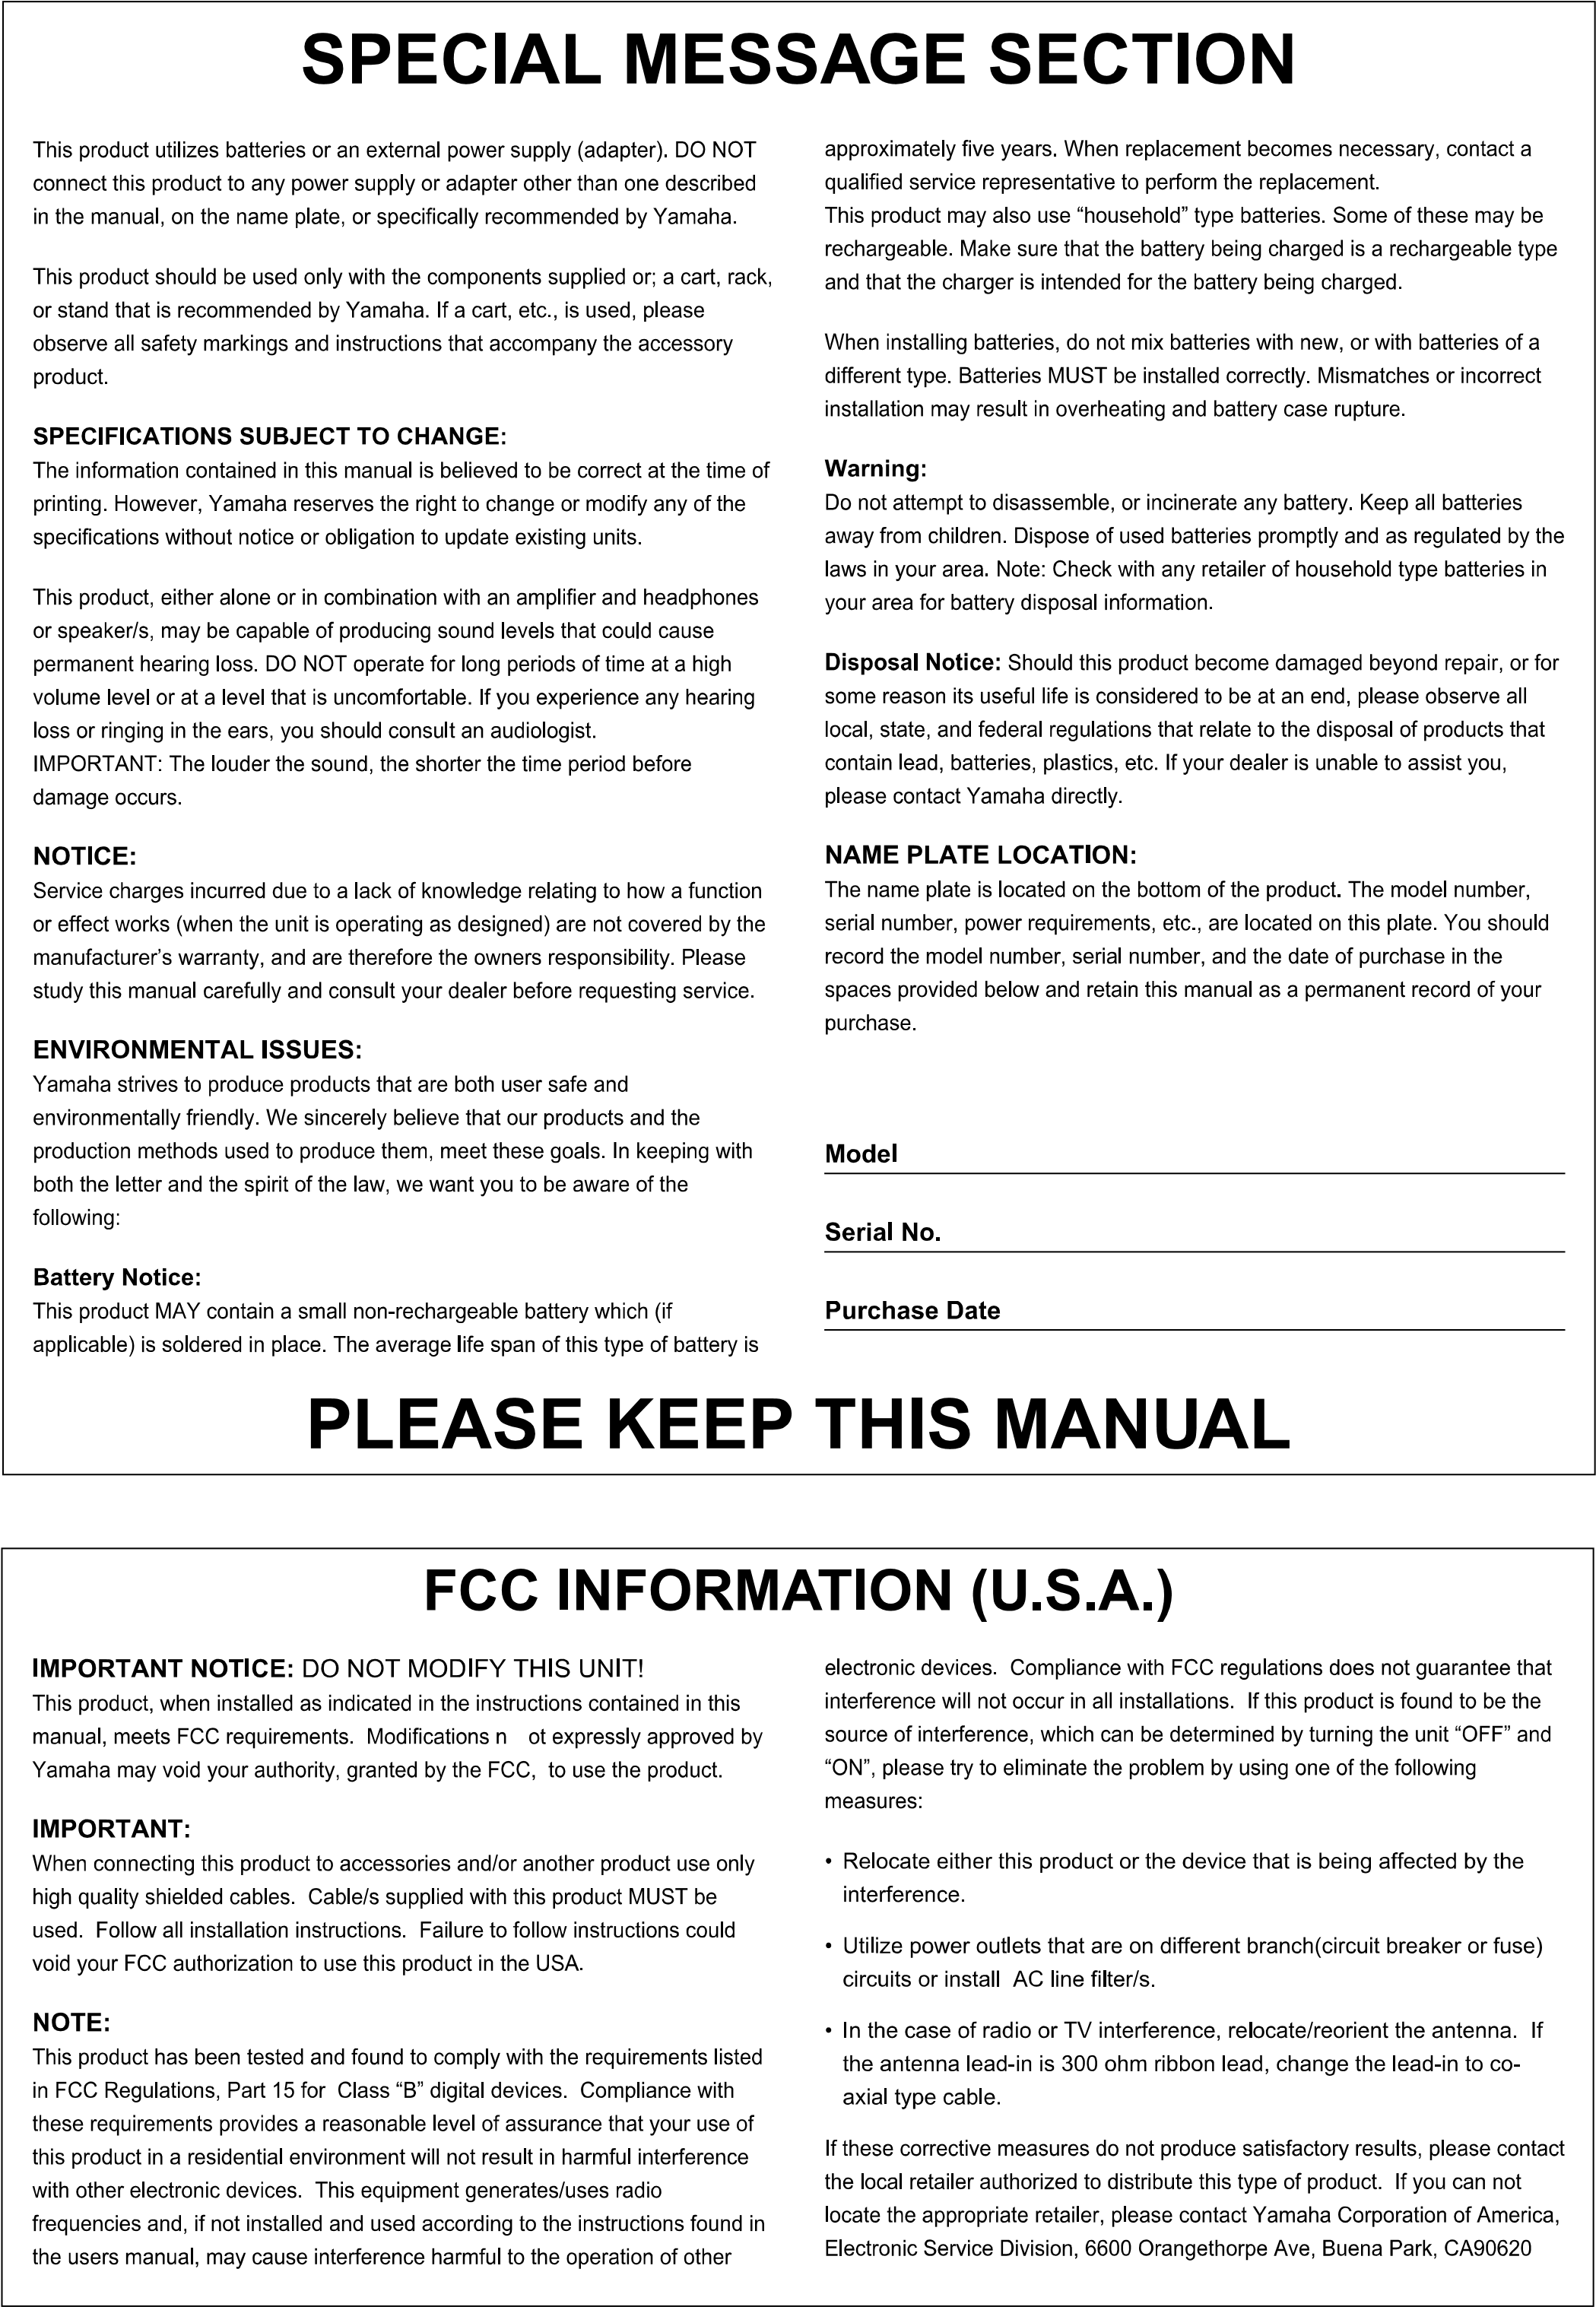 SPECIAL MESSAGE SECTION
This product utilizes batteries or an external power supply (adapter). DO NOT
connect this product to any power supply or adapter other than one described
in the manual, on the name plate, or specifically recommended by Yamaha.
This product should be used only with the components supplied or; a cart, rack,
or stand that is recommended by Yamaha. If a cart, etc., is used, please
observe all safety markings and instructions that accompany the accessory
product.
SPECIFICATIONS SUBJECT TO CHANGE:
The information contained in this manual is believed to be correct at the time of
printing. However, Yamaha reserves the right to change or modify any of the
specifications without notice or obligation to update existing units.
This product, either alone or in combination with an amplifier and headphones
or speaker/s, may be capable of producing sound levels that could cause
permanent hearing loss. DO NOT operate for long periods of time at a high
volume level or at a level that is uncomfortable. If you experience any hearing
loss or ringing in the ears, you should consult an audiologist.
IMPORTANT: The louder the sound, the shorter the time period before
damage occurs.
NOTICE:
Service charges incurred due to a lack of knowledge relating to how a function
or effect works (when the unit is operating as designed) are not covered by the
manufacturer’s warranty, and are therefore the owners responsibility. Please
study this manual carefully and consult your dealer before requesting service.
ENVIRONMENTAL ISSUES:
Yamaha strives to produce products that are both user safe and
environmentally friendly. We sincerely believe that our products and the
production methods used to produce them, meet these goals. In keeping with
both the letter and the spirit of the law, we want you to be aware of the
following:
Battery Notice:
This product MAY contain a small non-rechargeable battery which (if
applicable) is soldered in place. The average life span of this type of battery is
approximately five years. When replacement becomes necessary, contact a
qualified service representative to perform the replacement.
This product may also use “household” type batteries. Some of these may be
rechargeable. Make sure that the battery being charged is a rechargeable type
and that the charger is intended for the battery being charged.
When installing batteries, do not mix batteries with new, or with batteries of a
different type. Batteries MUST be installed correctly. Mismatches or incorrect
installation may result in overheating and battery case rupture.
Warning:
Do not attempt to disassemble, or incinerate any battery. Keep all batteries
away from children. Dispose of used batteries promptly and as regulated by the
laws in your area. Note: Check with any retailer of household type batteries in
your area for battery disposal information.
Disposal Notice: Should this product become damaged beyond repair, or for
some reason its useful life is considered to be at an end, please observe all
local, state, and federal regulations that relate to the disposal of products that
contain lead, batteries, plastics, etc. If your dealer is unable to assist you,
please contact Yamaha directly.
NAME PLATE LOCATION:
The name plate is located on the bottom of the product. The model number,
serial number, power requirements, etc., are located on this plate. You should
record the model number, serial number, and the date of purchase in the
spaces provided below and retain this manual as a permanent record of your
purchase.
Model
Serial No.
Purchase Date
PLEASE KEEP THIS MANUAL
FCC INFORMATION (U.S.A.)
IMPORTANT NOTICE: DO NOT MODIFY THIS UNIT!
This product, when installed as indicated in the instructions contained in this
manual, meets FCC requirements. Modifications n ot expressly approved by
Yamaha may void your authority, granted by the FCC, to use the product.
IMPORTANT:
When connecting this product to accessories and/or another product use only
high quality shielded cables. Cable/s supplied with this product MUST be
used. Follow all installation instructions. Failure to follow instructions could
void your FCC authorization to use this product in the USA.
NOTE:
This product has been tested and found to comply with the requirements listed
in FCC Regulations, Part 15 for Class “B” digital devices. Compliance with
these requirements provides a reasonable level of assurance that your use of
this product in a residential environment will not result in harmful interference
with other electronic devices. This equipment generates/uses radio
frequencies and, if not installed and used according to the instructions found in
the users manual, may cause interference harmful to the operation of other
electronic devices. Compliance with FCC regulations does not guarantee that
interference will not occur in all installations. If this product is found to be the
source of interference, which can be determined by turning the unit “OFF” and
“ON”, please try to eliminate the problem by using one of the following
measures:
• Relocate either this product or the device that is being affected by the
interference.
• Utilize power outlets that are on different branch(circuit breaker or fuse)
circuits or install AC line filter/s.
• In the case of radio or TV interference, relocate/reorient the antenna. If
the antenna lead-in is 300 ohm ribbon lead, change the lead-in to co-
axial type cable.
If these corrective measures do not produce satisfactory results, please contact
the local retailer authorized to distribute this type of product. If you can not
locate the appropriate retailer, please contact Yamaha Corporation of America,
Electronic Service Division, 6600 Orangethorpe Ave, Buena Park, CA90620